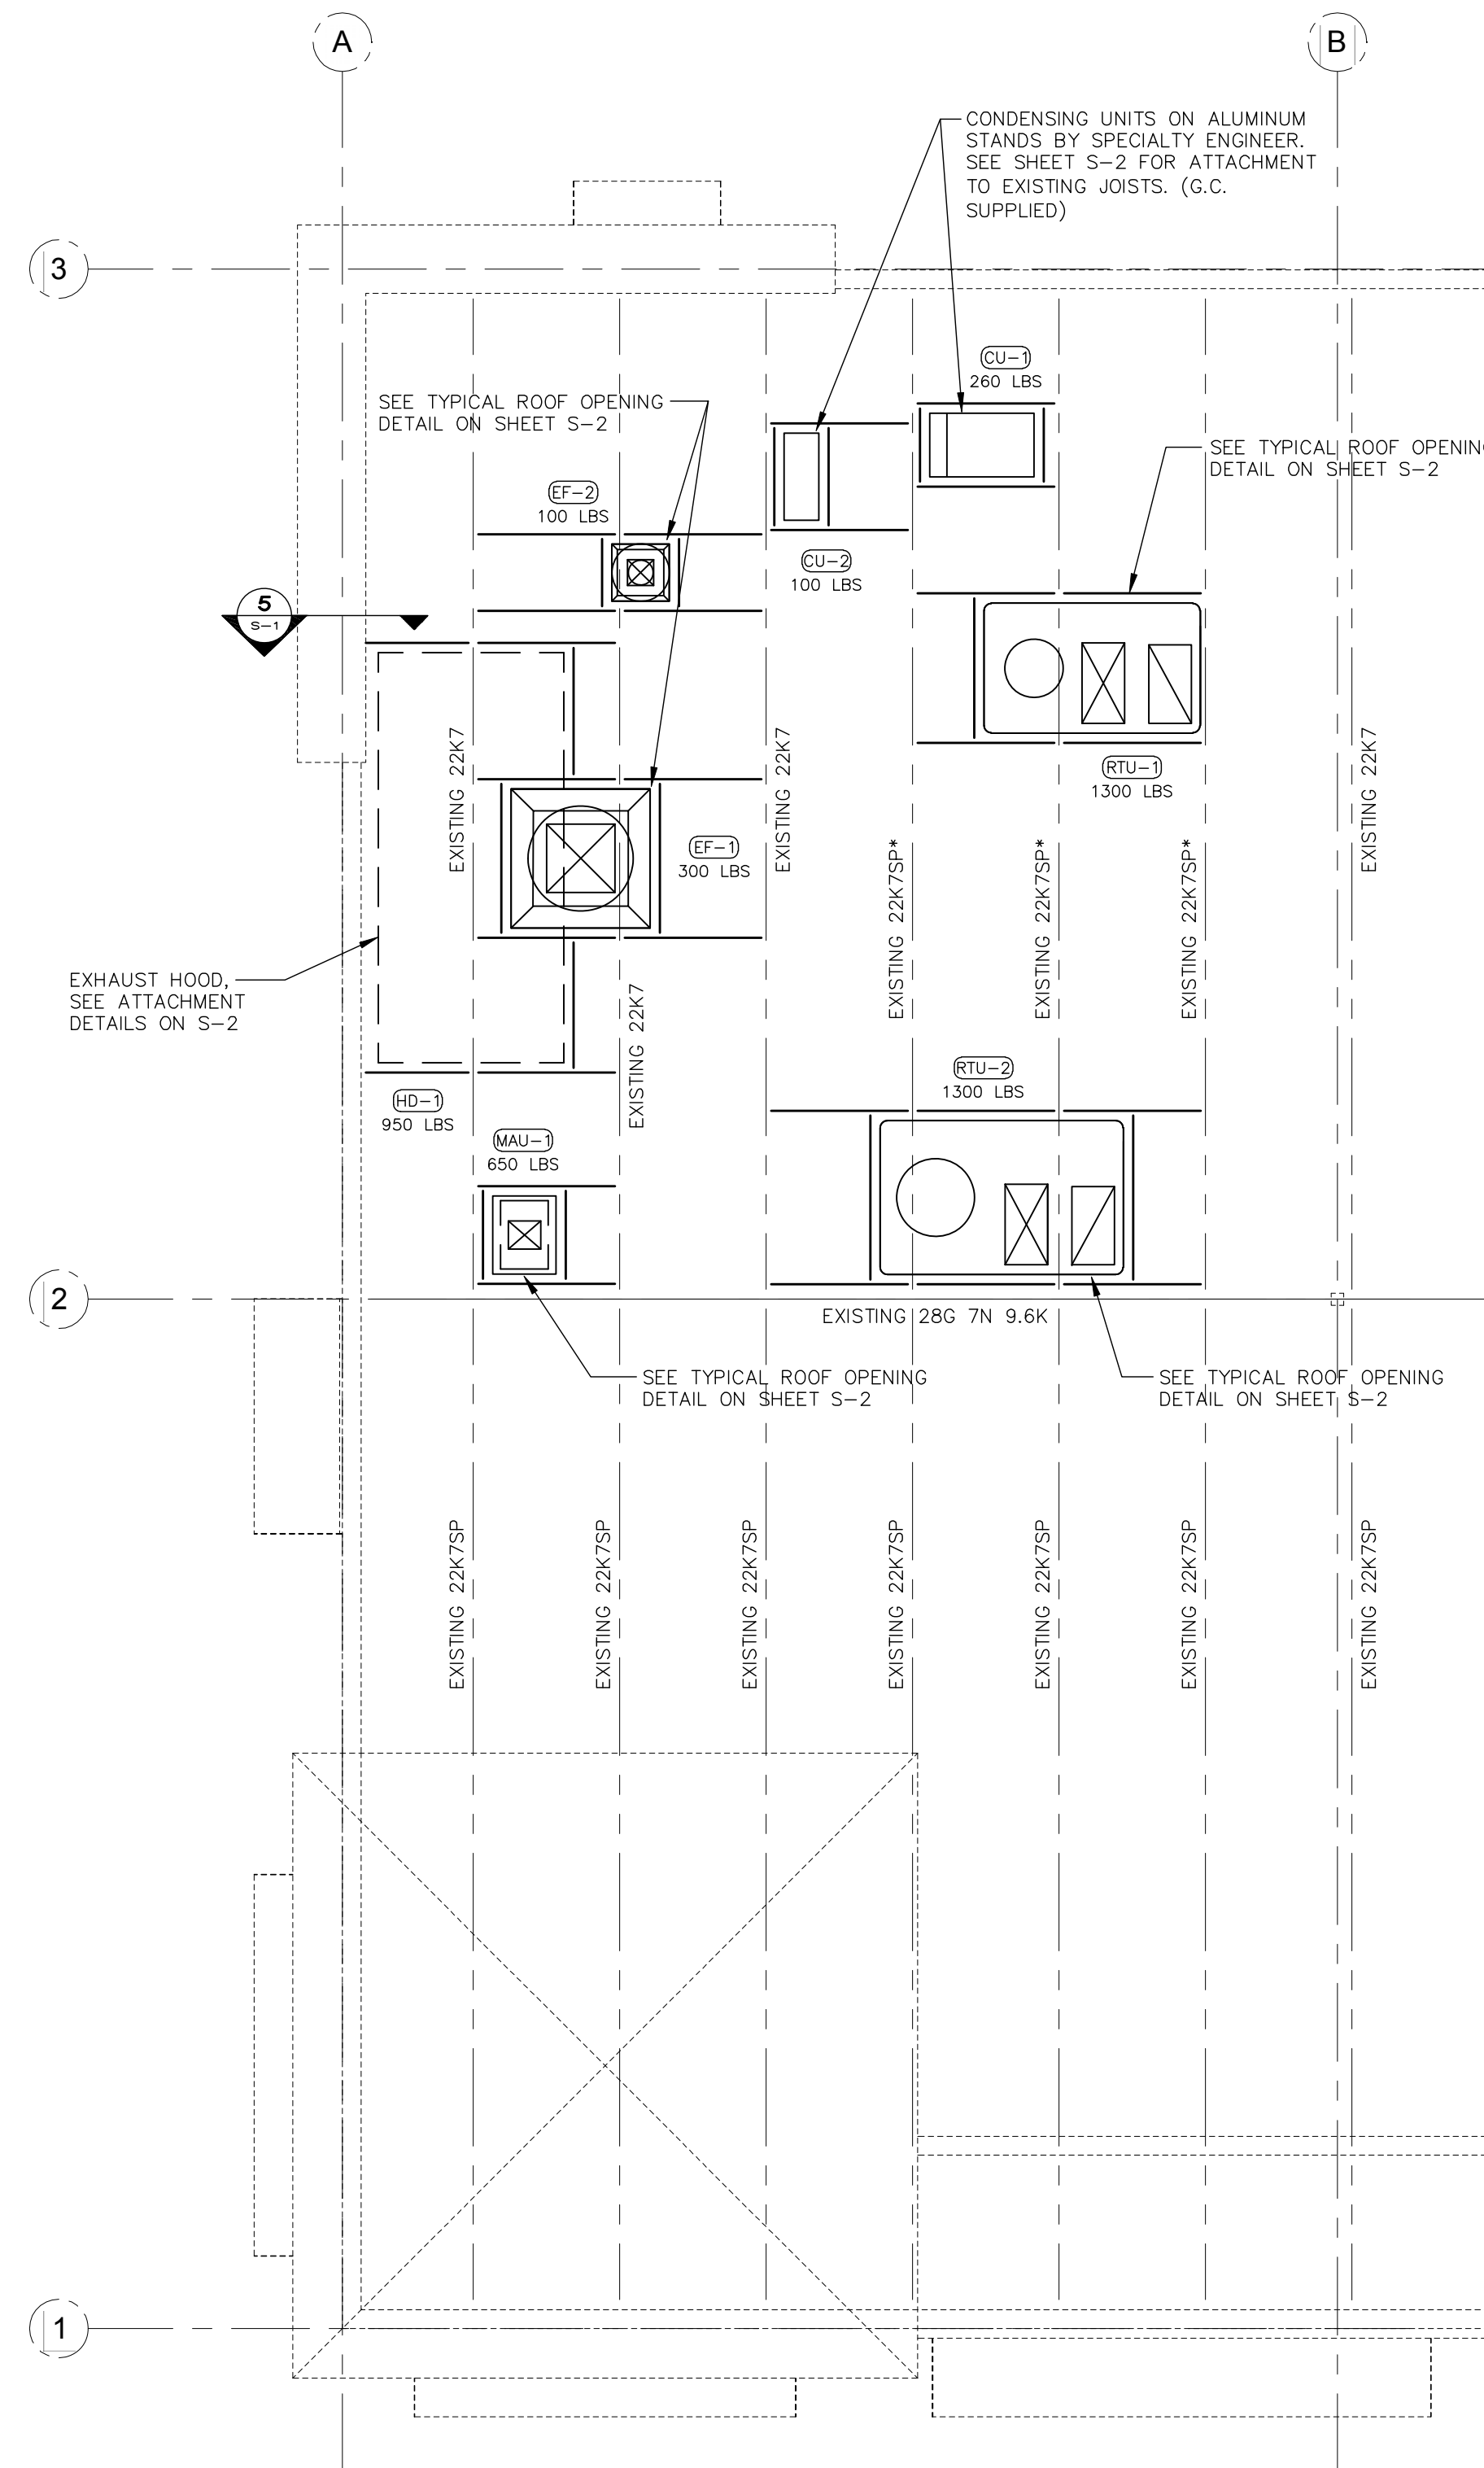 A
B
CONDENSING UNITS ON ALUMINUM
STANDS BY SPECIALTY ENGINEER.
SEE SHEET S-2 FOR ATTACHMENT
TO EXISTING JOISTS. (G.C.
SUPPLIED)
3
CU-1
260 LBS
SEE TYPICAL ROOF OPENING
DETAIL ON SHEET S-2
SEE TYPICAL ROOF OPENING
DETAIL ON SHEET S-2
EF-2
100 LBS
CU-2
100 LBS
5
S-1
EXISTING 22K7
EXISTING 22K7
EXISTING 22K7
RTU-1
1300 LBS
EF-1
300 LBS
EXISTING 22K7SP*
EXISTING 22K7SP*
EXISTING 22K7SP*
EXHAUST HOOD,
SEE ATTACHMENT
DETAILS ON S-2
EXISTING 22K7
RTU-2
1300 LBS
HD-1
950 LBS
MAU-1
650 LBS
2
EXISTING 28G 7N 9.6K
SEE TYPICAL ROOF OPENING
DETAIL ON SHEET S-2
SEE TYPICAL ROOF OPENING
DETAIL ON SHEET S-2
EXISTING 22K7SP
EXISTING 22K7SP
EXISTING 22K7SP
EXISTING 22K7SP
EXISTING 22K7SP
EXISTING 22K7SP
EXISTING 22K7SP
1